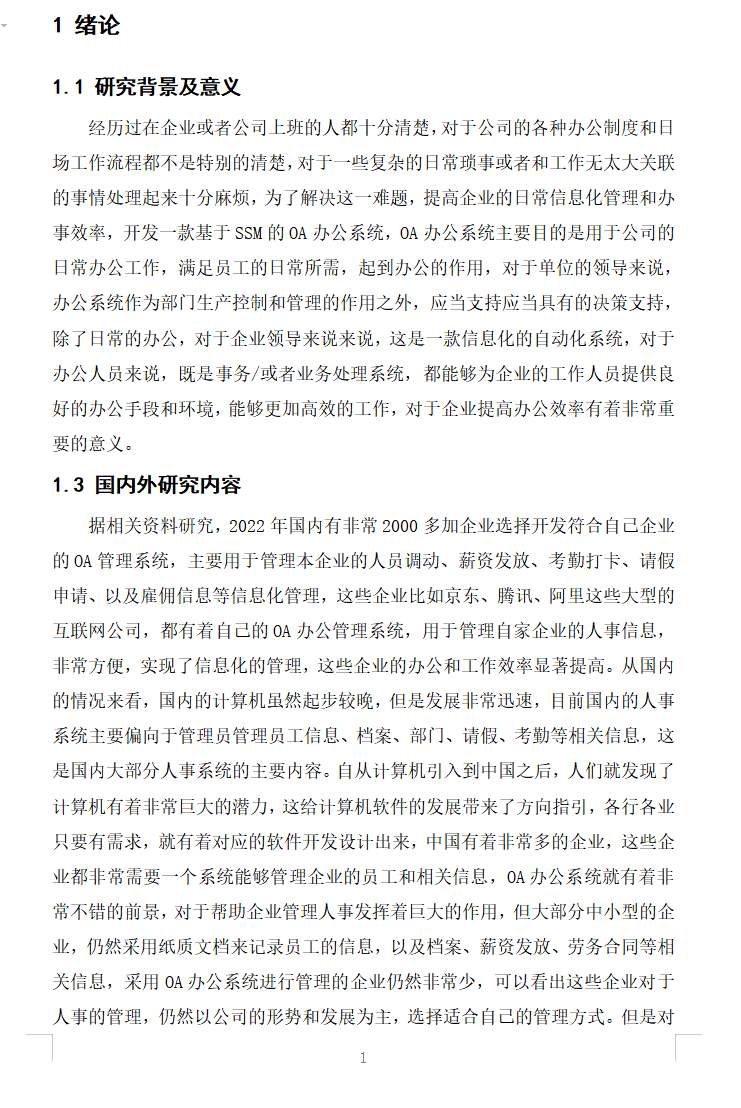 1 绪论
1.1 研究背景及意义
经历过在企业或者公司上班的人都十分清楚，对于公司的各种办公制度和日
场工作流程都不是特别的清楚，对于一些复杂的日常琐事或者和工作无太大关联
的事情处理起来十分麻烦，为了解决这一难题，提高企业的日常信息化管理和办
事效率，开发一款基于 SSM 的 OA 办公系统，OA 办公系统主要目的是用于公司的
日常办公工作，满足员工的日常所需，起到办公的作用，对于单位的领导来说，
办公系统作为部门生产控制和管理的作用之外，应当支持应当具有的决策支持，
除了日常的办公，对于企业领导来说来说，这是一款信息化的自动化系统，对于
办公人员来说，既是事务/或者业务处理系统，都能够为企业的工作人员提供良
好的办公手段和环境，能够更加高效的工作，对于企业提高办公效率有着非常重
要的意义。
1.3 国内外研究内容
据相关资料研究，2022 年国内有非常 2000 多加企业选择开发符合自己企业
的 OA 管理系统，主要用于管理本企业的人员调动、薪资发放、考勤打卡、请假
申请、以及雇佣信息等信息化管理，这些企业比如京东、腾讯、阿里这些大型的
互联网公司，都有着自己的 OA 办公管理系统，用于管理自家企业的人事信息，
非常方便，实现了信息化的管理，这些企业的办公和工作效率显著提高。从国内
的情况来看，国内的计算机虽然起步较晚，但是发展非常迅速，目前国内的人事
系统主要偏向于管理员管理员工信息、档案、部门、请假、考勤等相关信息，这
是国内大部分人事系统的主要内容。自从计算机引入到中国之后，人们就发现了
计算机有着非常巨大的潜力，这给计算机软件的发展带来了方向指引，各行各业
只要有需求，就有着对应的软件开发设计出来，中国有着非常多的企业，这些企
业都非常需要一个系统能够管理企业的员工和相关信息，OA 办公系统就有着非
常不错的前景，对于帮助企业管理人事发挥着巨大的作用，但大部分中小型的企
业，仍然采用纸质文档来记录员工的信息，以及档案、薪资发放、劳务合同等相
关信息，采用 OA 办公系统进行管理的企业仍然非常少，可以看出这些企业对于
人事的管理，仍然以公司的形势和发展为主，选择适合自己的管理方式。但是对
1